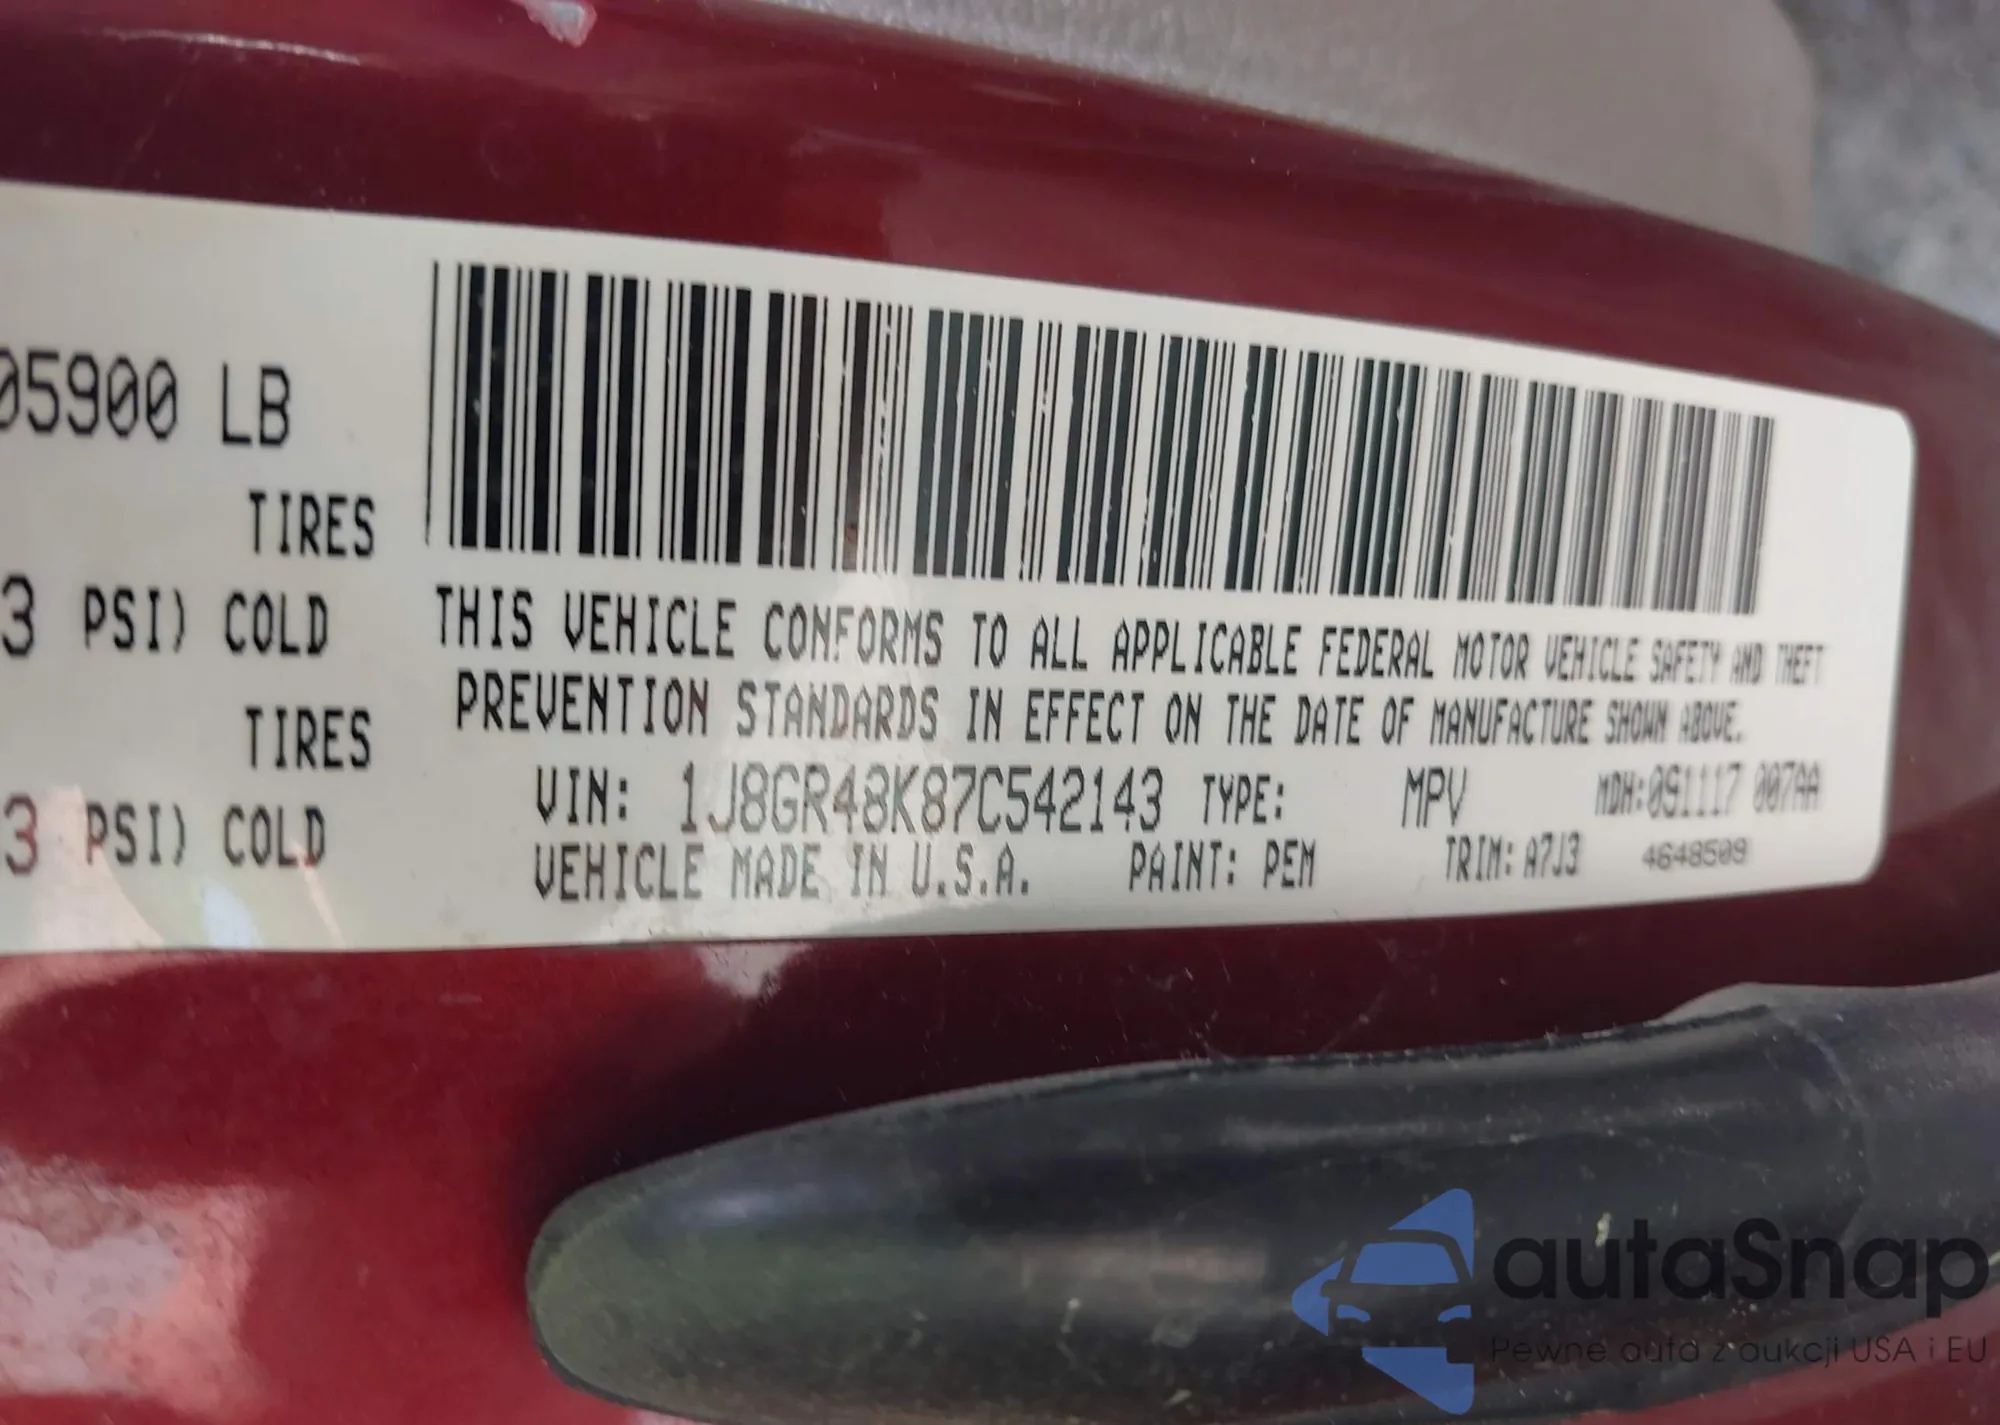 05900 LB
TIRES
3 PSI) COLD
TIRES
3 PSI) COLD
THIS VEHICLE CONFORMS TO ALL APPLICABLE FEDERAL MOTOR VEHICLE SAFETY AND THEFT
PREVENTION STANDARDS IN EFFECT ON THE DATE OF MANUFACTURE SHOWN ABOVE.
VIN: 1J8GR48K87C542143 TYPE: MPV MDH:091117 007AA
VEHICLE MADE IN U.S.A. PAINT: PEM TRIM: A7J3 4648509
autaSnap
Pewne auta z aukcji USA i EU